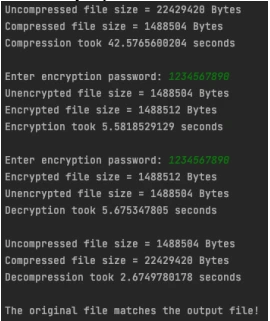 Uncompressed file size = 22429420 Bytes
Compressed file size = 1488504 Bytes
Compression took 42.5765600204 seconds
Enter encryption password: 1234567890
Unencrypted file size = 1488504 Bytes
Encrypted file size = 1488512 Bytes
Encryption took 5.5818529129 seconds
Enter encryption password: 1234567890
Encrypted file size = 1488512 Bytes
Unencrypted file size = 1488504 Bytes
Decryption took 5.675347805 seconds
Uncompressed file size = 1488504 Bytes
Compressed file size = 22429420 Bytes
Decompression took 2.6749780178 seconds
The original file matches the output file!